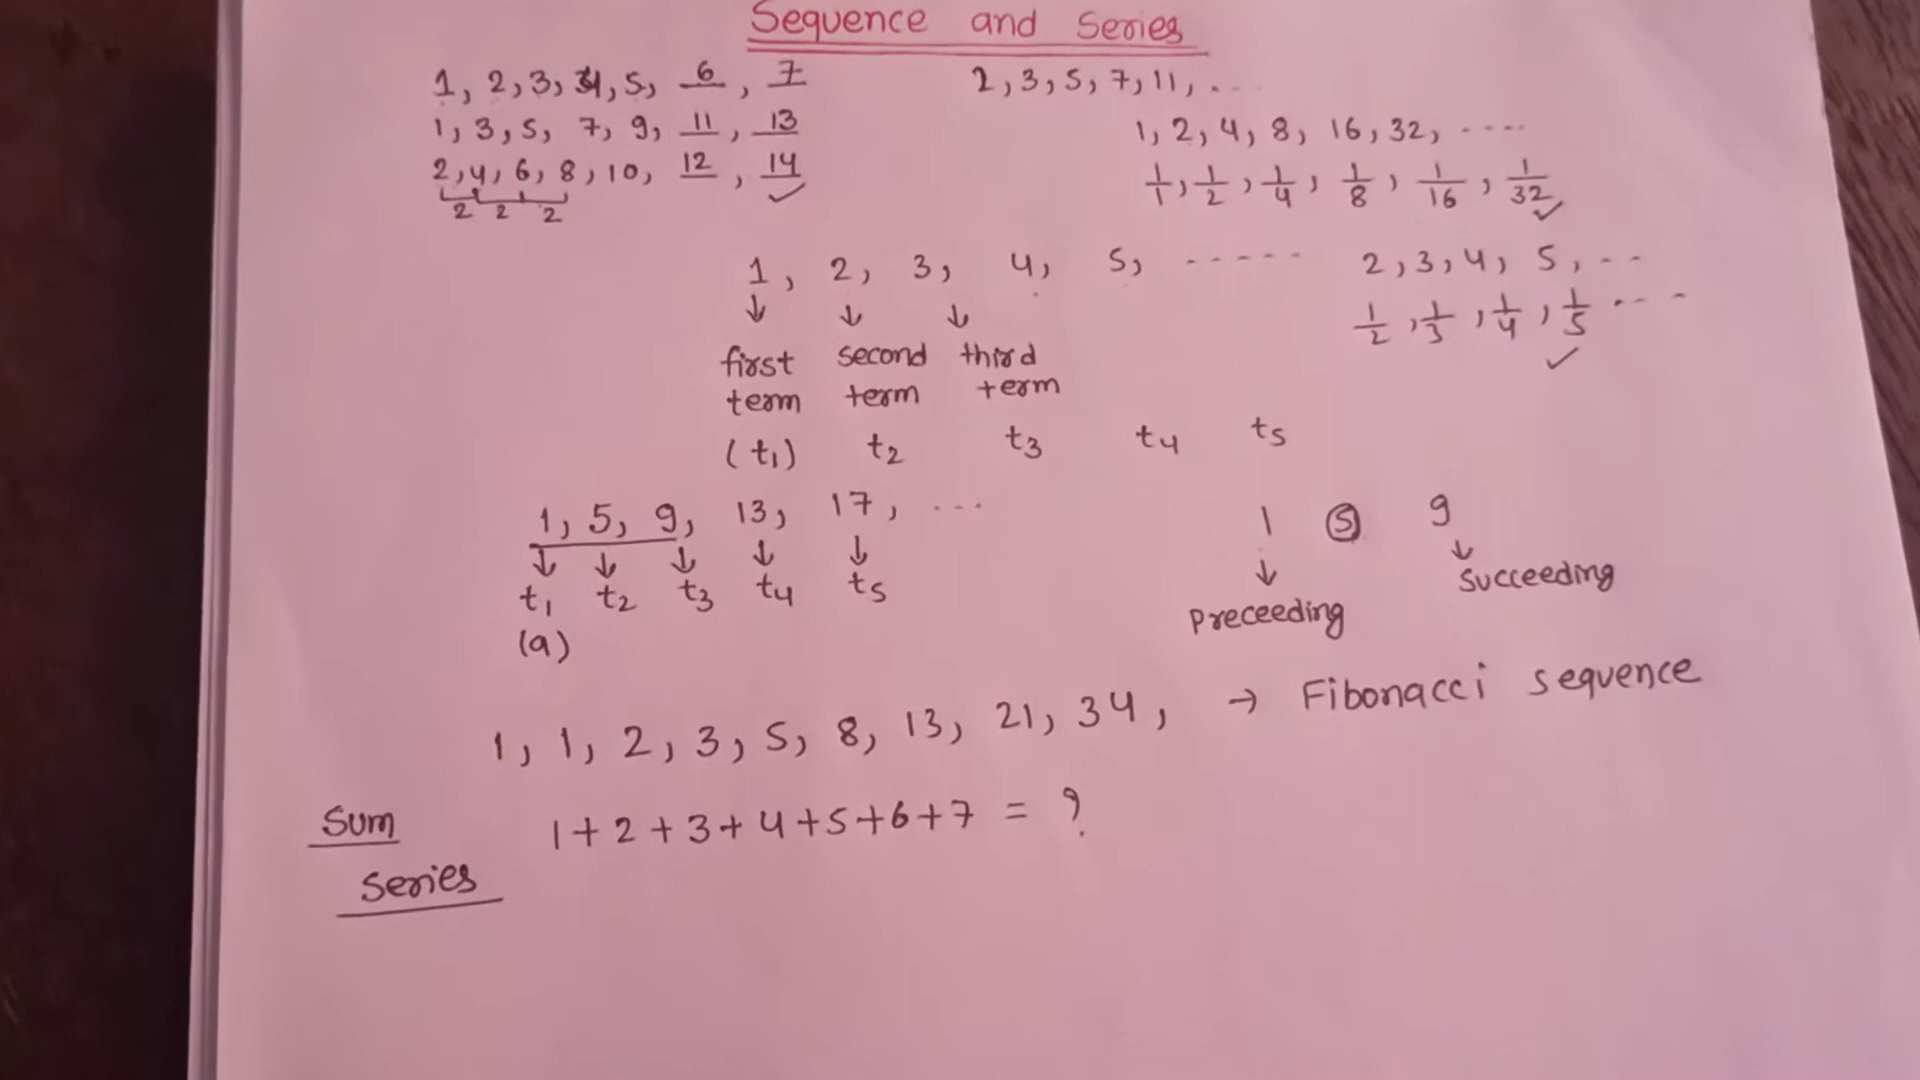 Sequence and Series
1, 2, 3, 4, 5, 6, 7
2, 3, 5, 7, 11, ...
1, 3, 5, 7, 9, 11, 13
1, 2, 4, 8, 16, 32, ....
2, 4, 6, 8, 10, 12, 14 ✓
1/1, 1/2, 1/4, 1/8, 1/16, 1/32 ✓
2 2 2
1, 2, 3, 4, 5, ......
2, 3, 4, 5, ...
↓ ↓ ↓
1/2, 1/3, 1/4, 1/5 .... ✓
first second third
term term term
(t1) t2 t3 t4 t5
1, 5, 9, 13, 17, ...
1 5 9
↓ ↓ ↓ ↓ ↓
↓ ↓
t1 t2 t3 t4 t5
Preceeding Succeeding
(a)
1, 1, 2, 3, 5, 8, 13, 21, 34, → Fibonacci sequence
Sum 1+2+3+4+5+6+7 = ?
Series